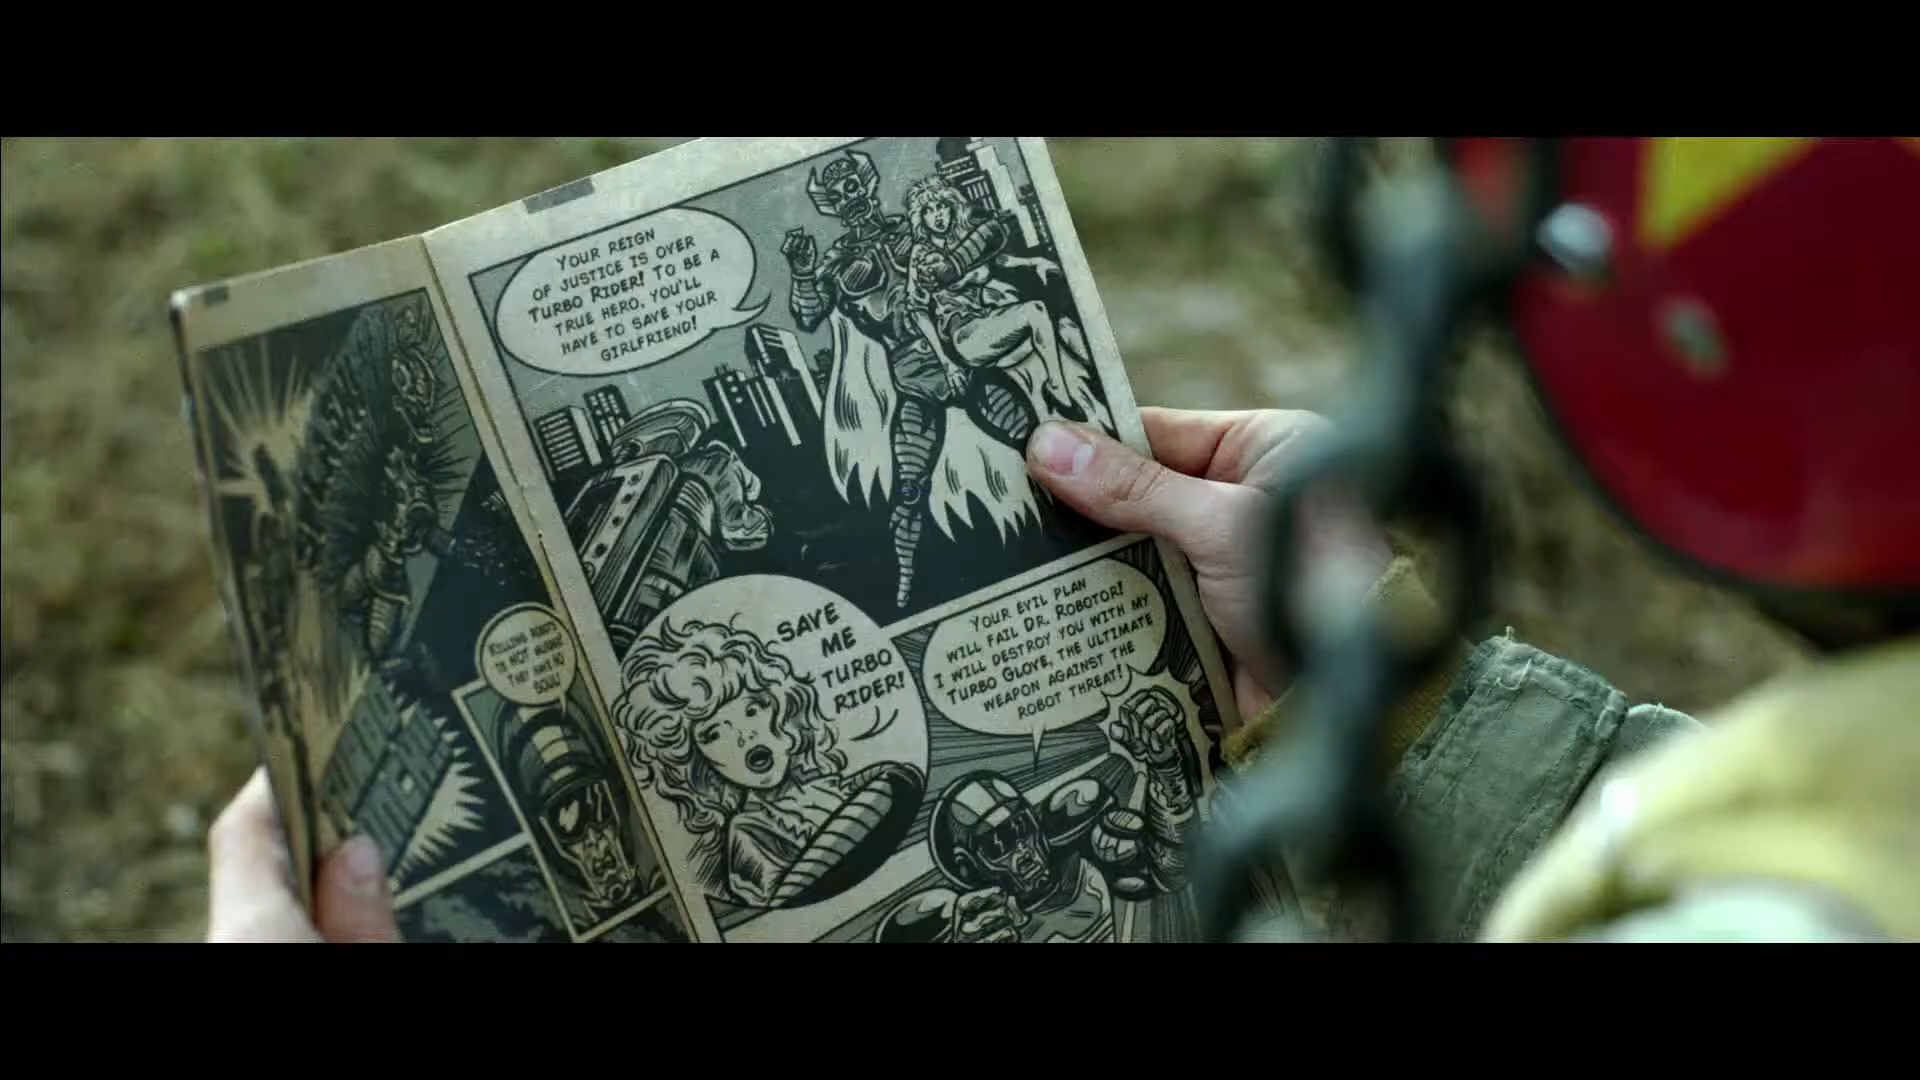 YOUR REIGN
OF JUSTICE IS OVER
TURBO RIDER! TO BE A
TRUE HERO, YOU'LL
HAVE TO SAVE YOUR
GIRLFRIEND!
KILLING ROBOTS
IS NOT MURDER!
THEY HAVE NO
SOUL!
SAVE
ME
TURBO
RIDER!
YOUR EVIL PLAN
WILL FAIL DR. ROBOTOR!
I WILL DESTROY YOU WITH MY
TURBO GLOVE, THE ULTIMATE
WEAPON AGAINST THE
ROBOT THREAT!